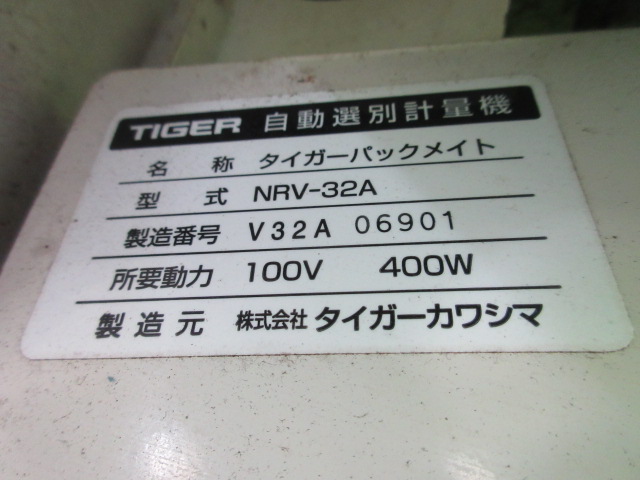 TIGER 自動選別計量機
名称 タイガーパックメイト
型式 NRV-32A
製造番号 V32A 06901
所要動力 100V 400W
製造元 株式会社 タイガーカワシマ